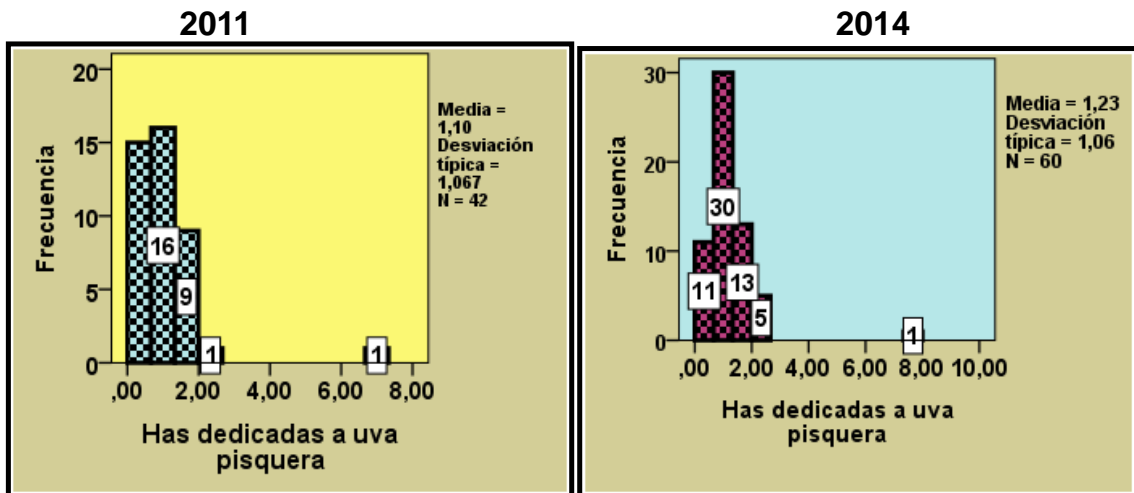 2011
2014
20
15
10
5
0
Frecuencia
16
9
1
1
,00
2,00
4,00
6,00
8,00
Has dedicadas a uva
pisquera
Media =
1,10
Desviación
típica =
1,067
N = 42
30
20
10
0
Frecuencia
11
30
13
5
1
,00
2,00
4,00
6,00
8,00
10,00
Has dedicadas a uva
pisquera
Media = 1,23
Desviación
típica = 1,06
N = 60